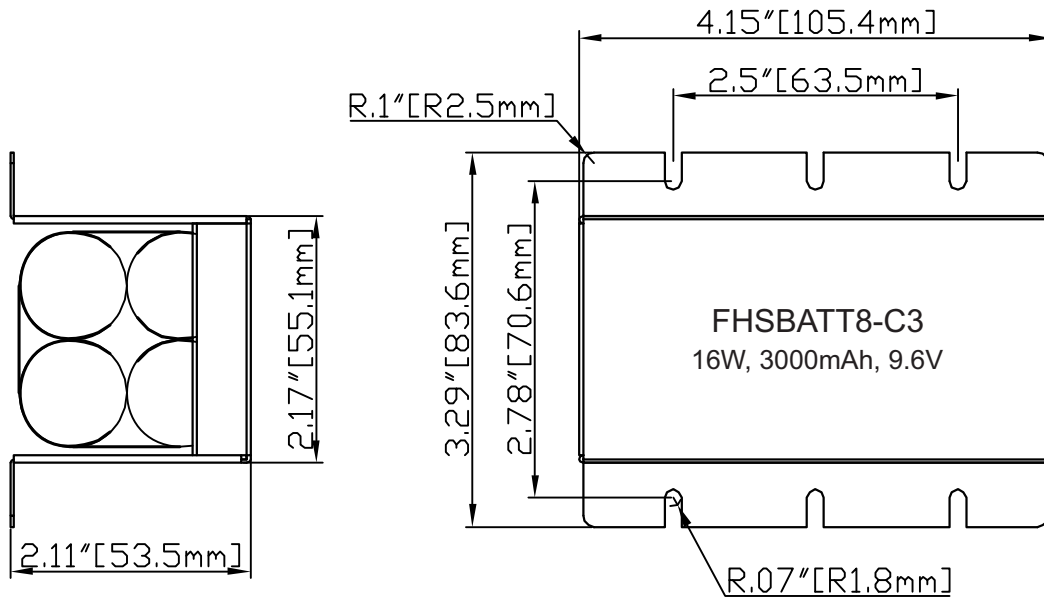 4.15"[105.4mm]
2.5"[63.5mm]
R.1"[R2.5mm]
3.29"[83.6mm]
2.78"[70.6mm]
2.17"[55.1mm]
FHSBATT8-C3
16W, 3000mAh, 9.6V
2.11"[53.5mm]
R.07"[R1.8mm]